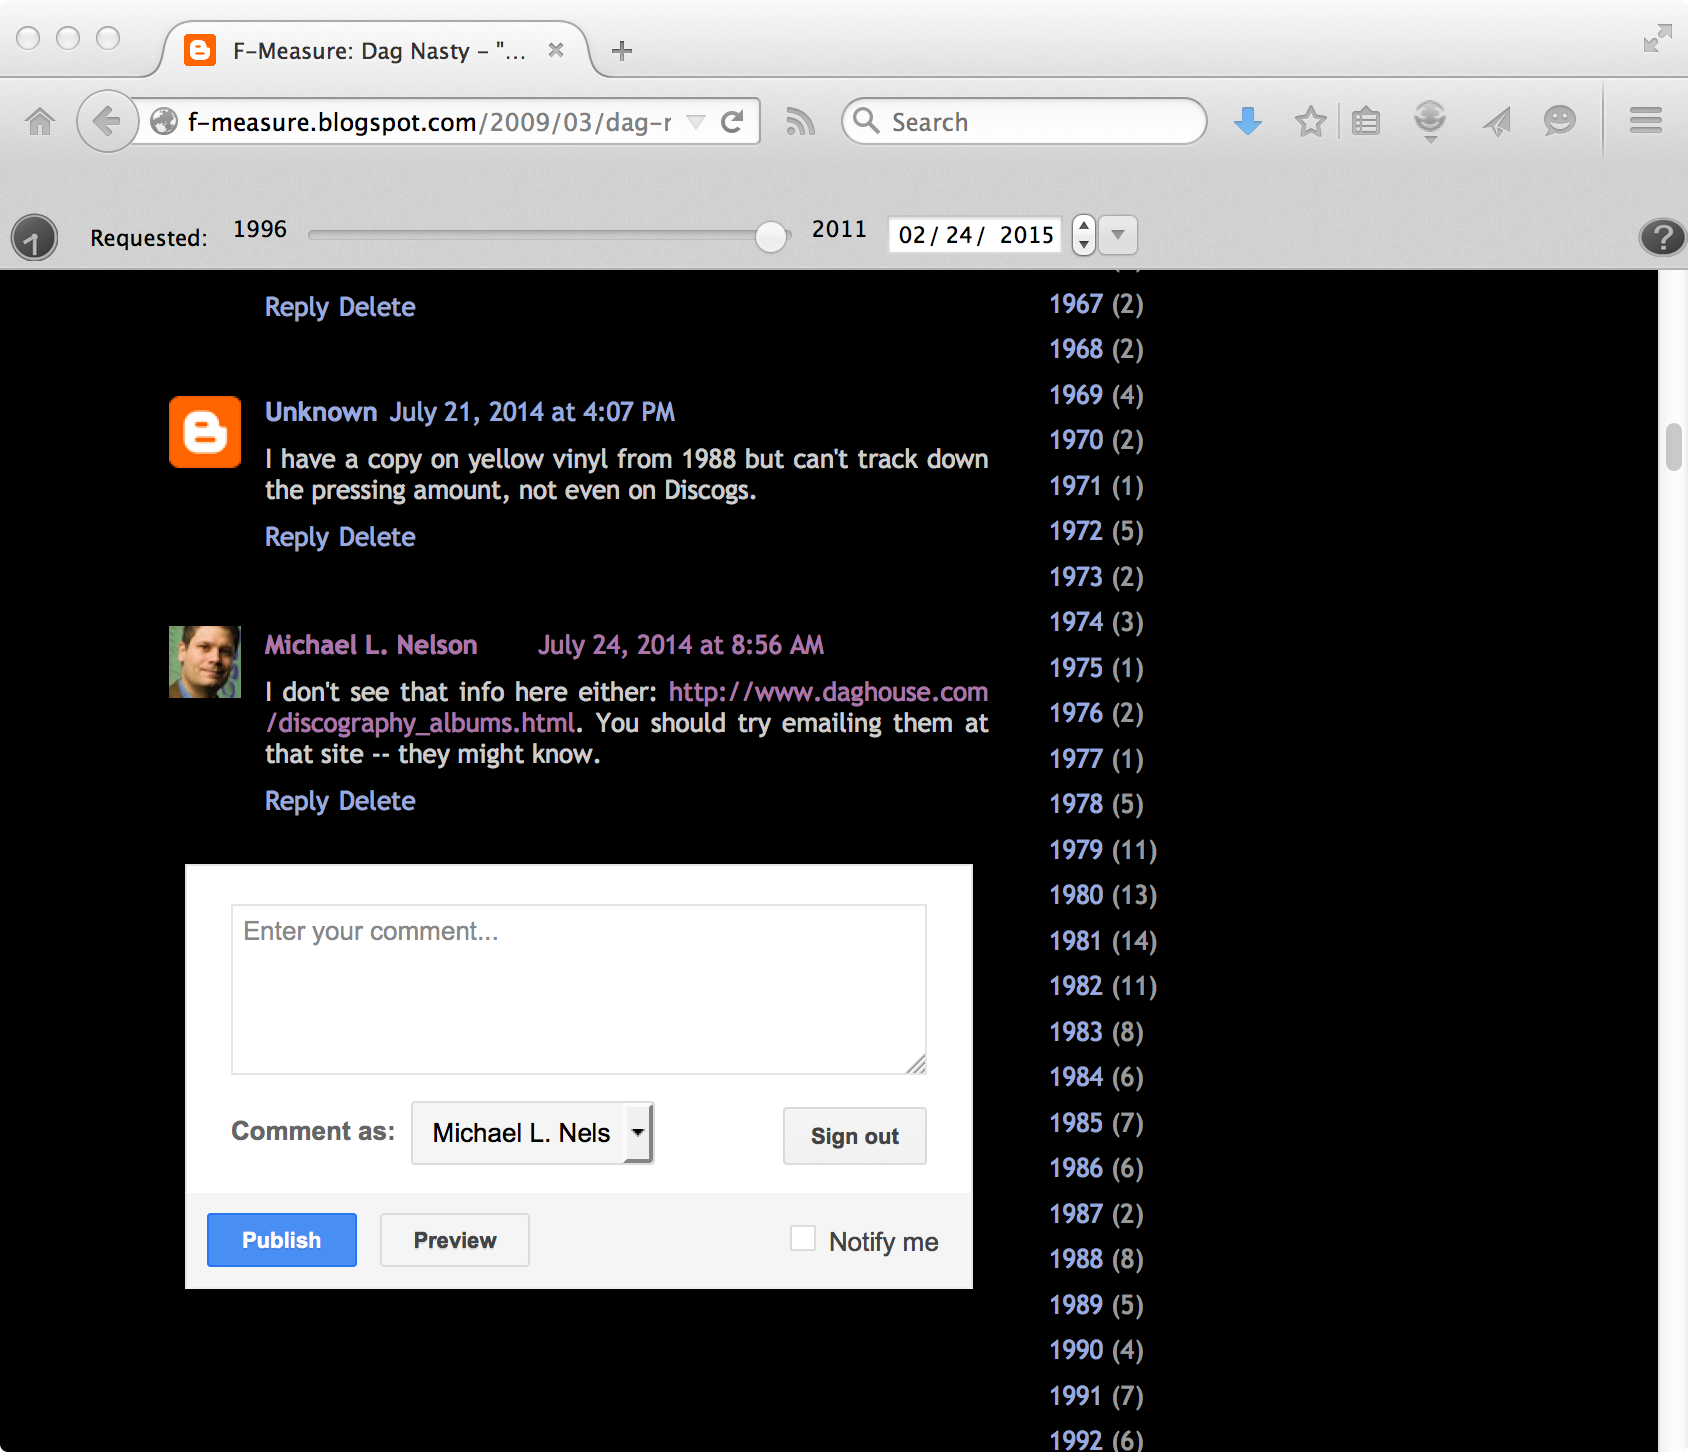 F-Measure: Dag Nasty - "...
f-measure.blogspot.com/2009/03/dag-r
Search
Requested: 1996 2011 02/ 24/ 2015
?
Reply Delete
Unknown July 21, 2014 at 4:07 PM
I have a copy on yellow vinyl from 1988 but can't track down
the pressing amount, not even on Discogs.
Reply Delete
Michael L. Nelson July 24, 2014 at 8:56 AM
I don't see that info here either: http://www.daghouse.com
/discography_albums.html. You should try emailing them at
that site -- they might know.
Reply Delete
Enter your comment...
Comment as: Michael L. Nels Sign out
Publish Preview Notify me
1967 (2)
1968 (2)
1969 (4)
1970 (2)
1971 (1)
1972 (5)
1973 (2)
1974 (3)
1975 (1)
1976 (2)
1977 (1)
1978 (5)
1979 (11)
1980 (13)
1981 (14)
1982 (11)
1983 (8)
1984 (6)
1985 (7)
1986 (6)
1987 (2)
1988 (8)
1989 (5)
1990 (4)
1991 (7)
1992 (6)